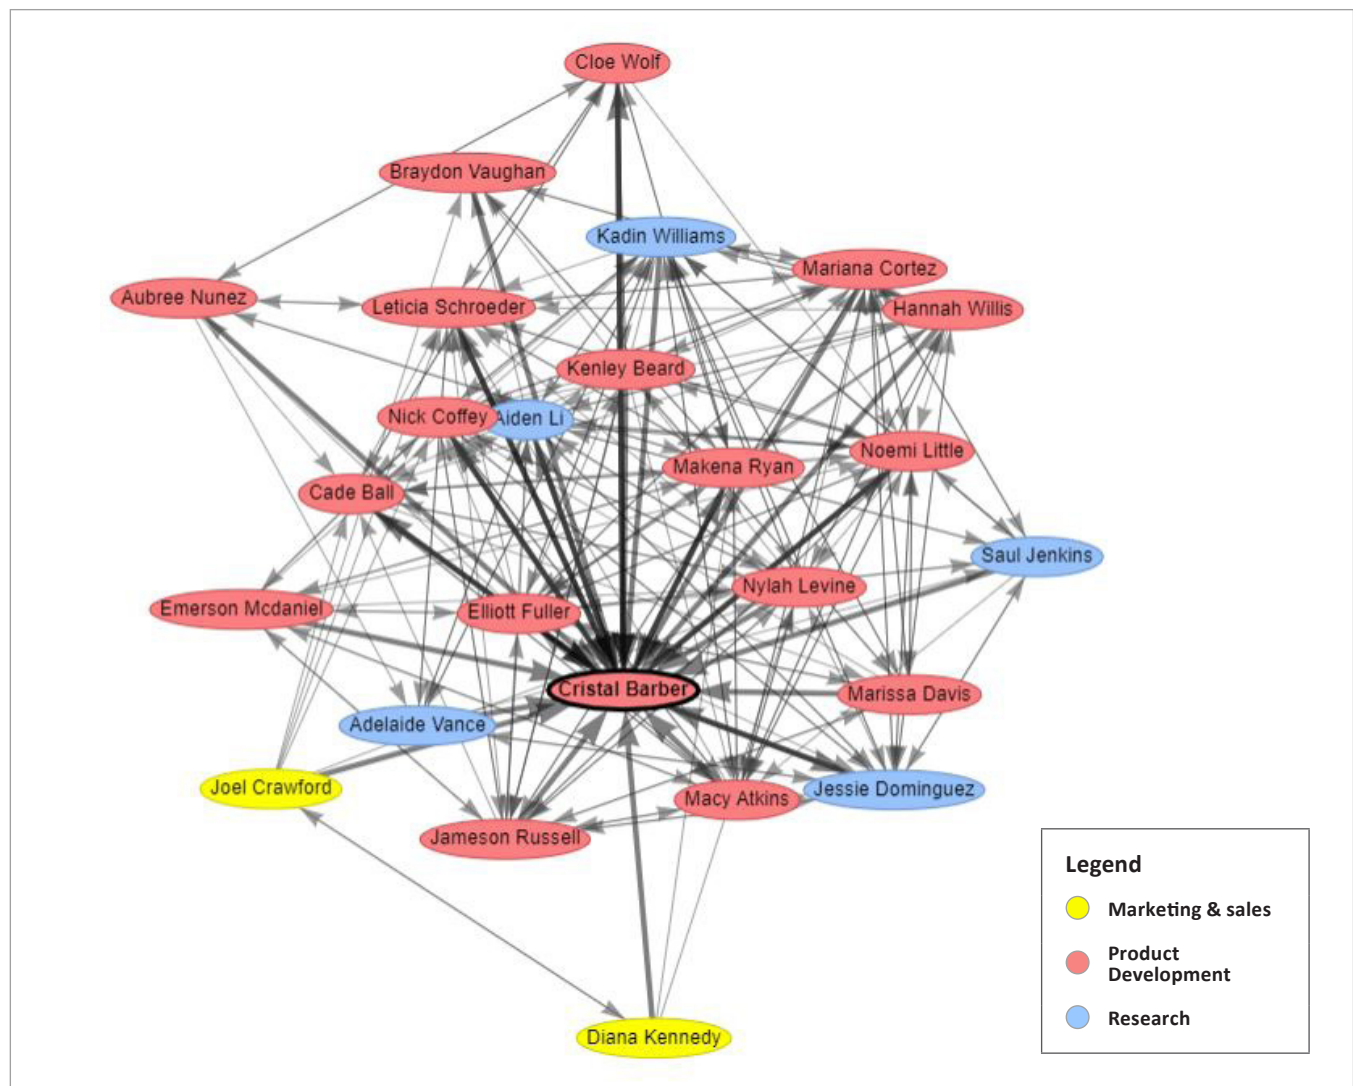 Cloe Wolf
Braydon Vaughan
Kadin Williams
Mariana Cortez
Aubree Nunez
Leticia Schroeder
Hannah Willis
Kenley Beard
Nick Coffey
Aiden Li
Noemi Little
Makena Ryan
Cade Ball
Saul Jenkins
Nylah Levine
Emerson Mcdaniel
Elliott Fuller
Cristal Barber
Marissa Davis
Adelaide Vance
Joel Crawford
Macy Atkins
Jessie Dominguez
Jameson Russell
Diana Kennedy
Legend
Marketing & sales
Product
Development
Research